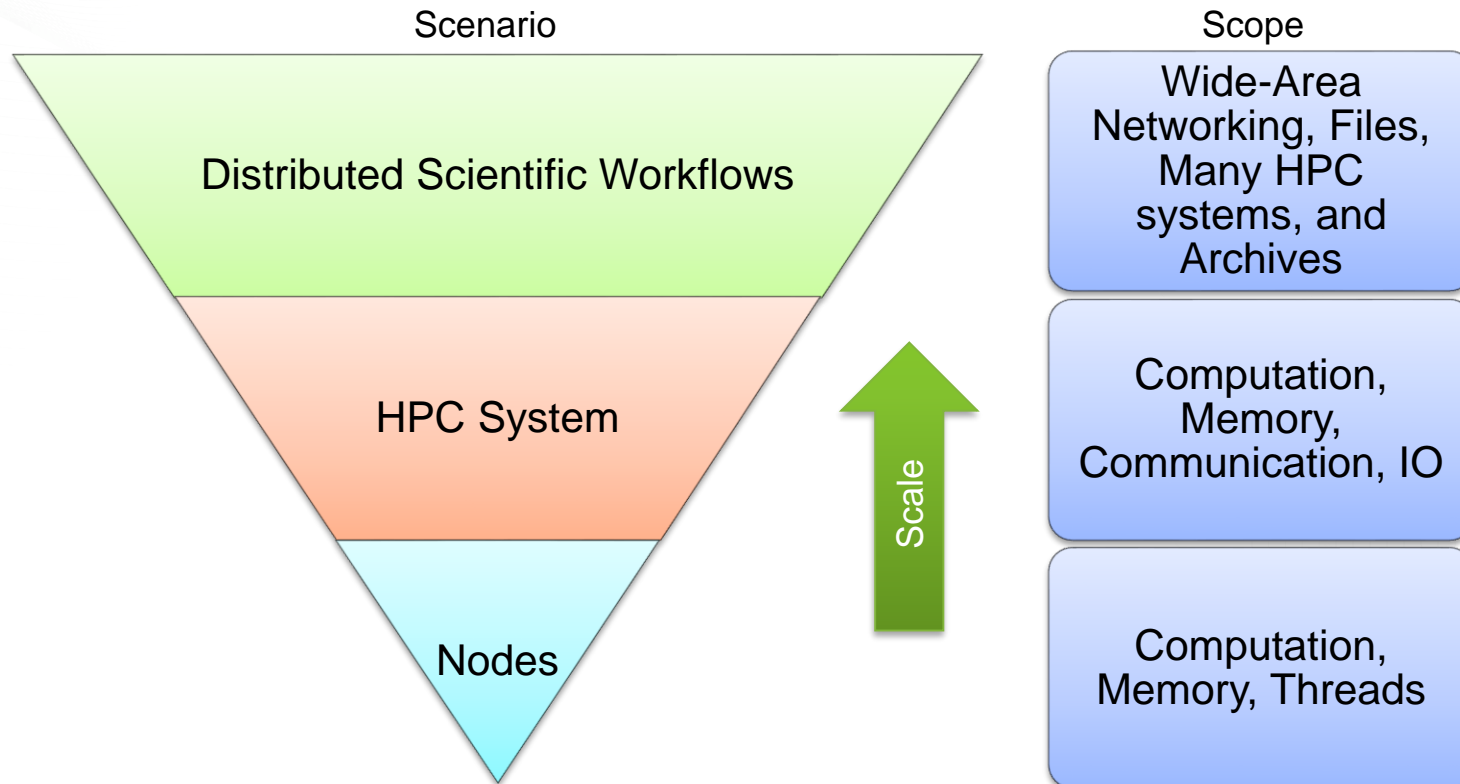 Scenario
Scope
Distributed Scientific Workflows
Wide-Area
Networking, Files,
Many HPC
systems, and
Archives
HPC System
Scale
Computation,
Memory,
Communication, IO
Nodes
Computation,
Memory, Threads